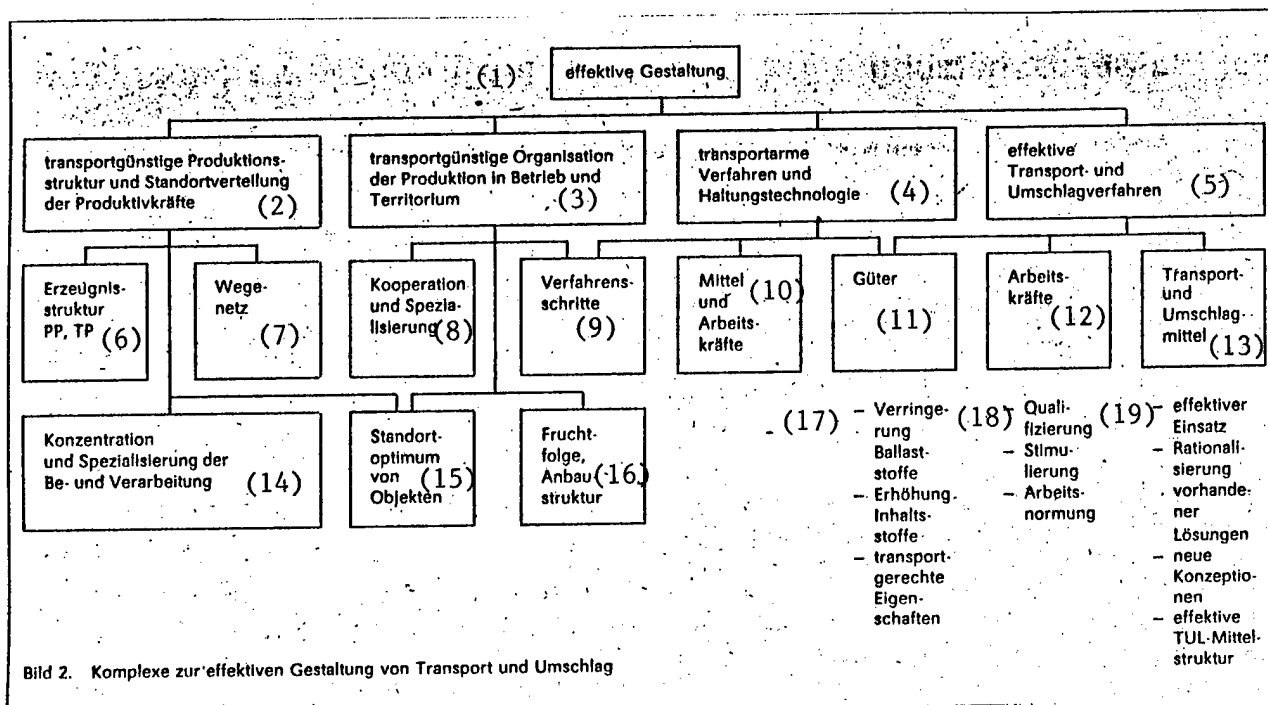 (1)
effektive Gestaltung
transportgünstige Produktions-
struktur und Standortverteilung
der Produktivkräfte
(2)
transportgünstige Organisation
der Produktion in Betrieb und
Territorium
(3)
transportarme
Verfahren und
Haltungstechnologie
(4)
effektive
Transport- und
Umschlagverfahren
(5)
Erzeugnis-
struktur
PP, TP
(6)
Wege-
netz
(7)
Kooperation
und Spezia-
lisierung
(8)
Verfahrens-
schritte
(9)
Mittel
und
Arbeits-
kräfte
(10)
Güter
(11)
Arbeits-
kräfte
(12)
Transport-
und
Umschlag-
mittel
(13)
Konzentration
und Spezialisierung der
Be- und Verarbeitung
(14)
Standort-
optimum
von
Objekten
(15)
Frucht-
folge,
Anbau-
struktur
(16)
(17)
– Verringe-
rung
Ballast-
stoffe
– Erhöhung
Inhalts-
stoffe
– transport-
gerechte
Eigen-
schaften
(18)
– Quali-
fizierung
– Stimu-
lierung
– Arbeits-
normung
(19)
– effektiver
Einsatz
– Rationali-
sierung
vorhande-
ner
Lösungen
– neue
Konzeptio-
nen
– effektive
TUL-Mittel-
struktur
Bild 2. Komplexe zur effektiven Gestaltung von Transport und Umschlag